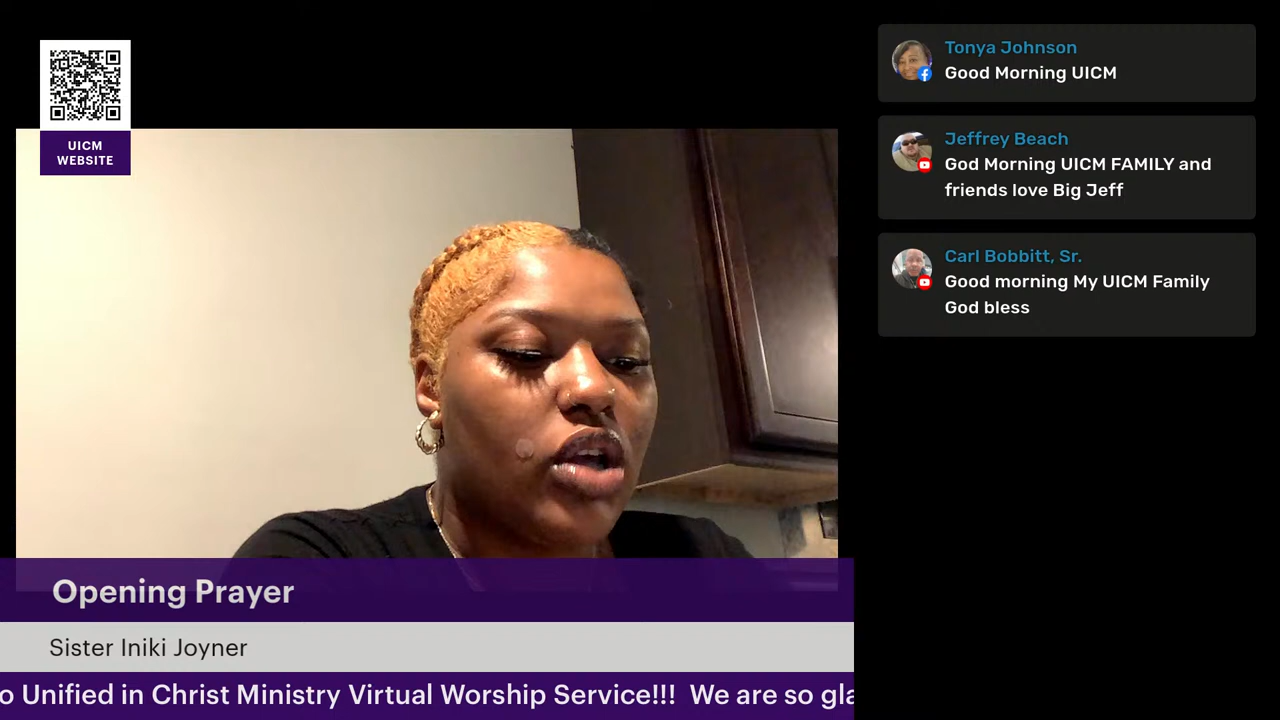 UICM
WEBSITE
Opening Prayer
Sister Iniki Joyner
o Unified in Christ Ministry Virtual Worship Service!!! We are so gla
Tonya Johnson
Good Morning UICM
Jeffrey Beach
God Morning UICM FAMILY and
friends love Big Jeff
Carl Bobbitt, Sr.
Good morning My UICM Family
God bless